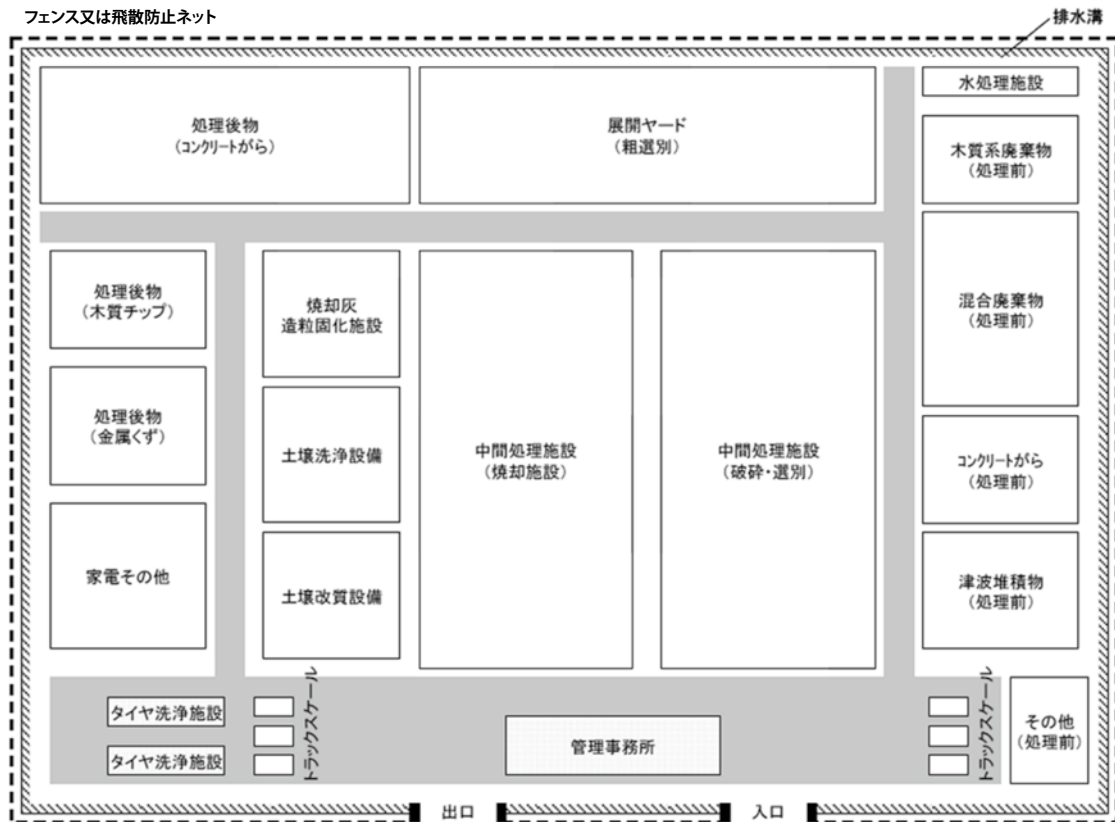 フェンス又は飛散防止ネット
排水溝
処理後物
（コンクリートがら）
展開ヤード
（粗選別）
水処理施設
木質系廃棄物
（処理前）
混合廃棄物
（処理前）
コンクリートがら
（処理前）
津波堆積物
（処理前）
処理後物
（木質チップ）
処理後物
（金属くず）
家電その他
焼却灰
造粒固化施設
土壌洗浄設備
土壌改質設備
中間処理施設
（焼却施設）
中間処理施設
（破砕・選別）
タイヤ洗浄施設
タイヤ洗浄施設
トラックスケール
管理事務所
トラックスケール
その他
（処理前）
出口
入口